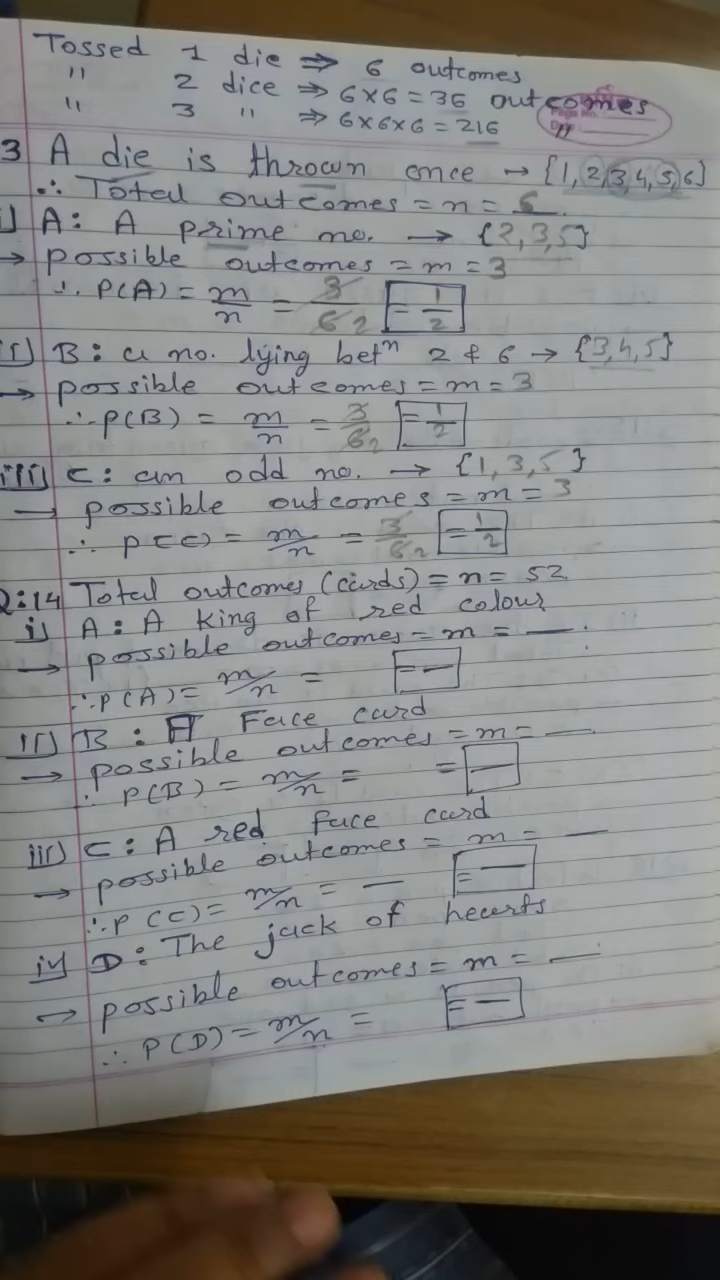 Tossed 1 die ⇒ 6 outcomes
" 2 dice ⇒ 6×6 = 36 outcomes
" 3 " ⇒ 6×6×6 = 216 "
3 A die is thrown once → {1,2,3,4,5,6}
∴ Total outcomes = n = 6.
i) A: A prime no. → {2,3,5}
→ possible outcomes = m = 3
∴ P(A) = m/n = 3/6 2 = 1/2
ii) B: a no. lying betⁿ 2 & 6 → {3,4,5}
→ possible outcomes = m = 3
∴ P(B) = m/n = 3/6 2 = 1/2
iii) C: an odd no. → {1,3,5}
→ possible outcomes = m = 3
∴ P(C) = m/n = 3/6 2 = 1/2
Q:14 Total outcomes (cards) = n = 52
i) A: A king of red colour
→ possible outcomes = m = —.
∴ P(A) = m/n = = —
ii) B: A Face card
→ possible outcomes = m = —.
∴ P(B) = m/n = = —
iii) C: A red face card
→ possible outcomes = m = —
∴ P(C) = m/n = — = —
iv) D: The jack of hearts
→ possible outcomes = m = —
∴ P(D) = m/n = = —